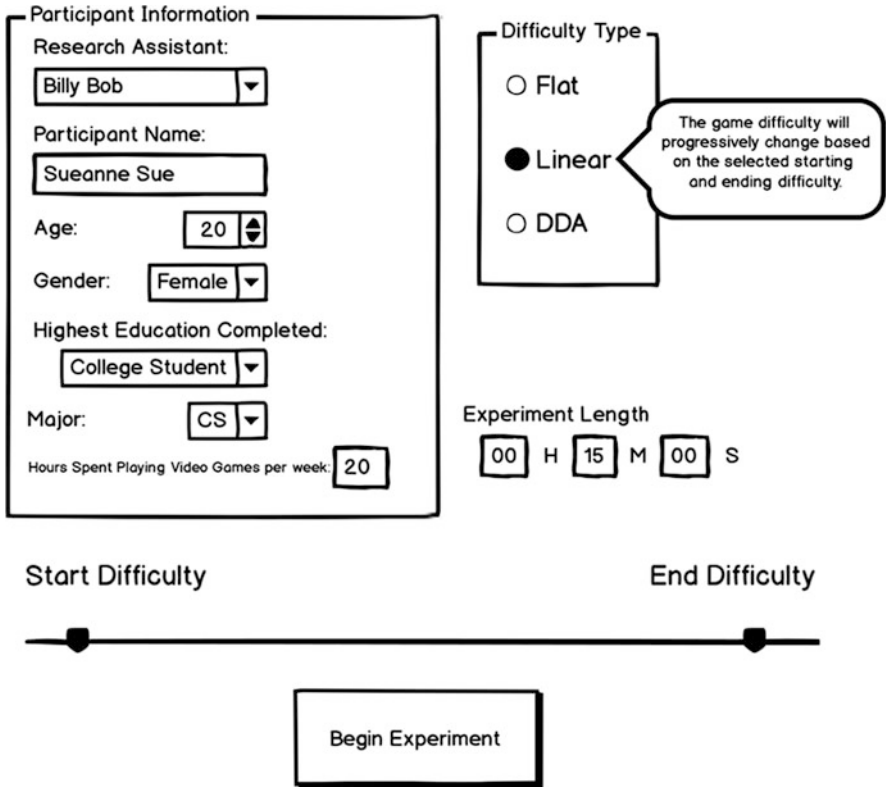 Participant Information
Research Assistant:
Billy Bob
Participant Name:
Sueanne Sue
Age:
20
Gender:
Female
Highest Education Completed:
College Student
Major:
CS
Hours Spent Playing Video Games per week:
20
Difficulty Type
Flat
Linear
DDA
The game difficulty will
progressively change based
on the selected starting
and ending difficulty.
Experiment Length
00 H 15 M 00 S
Start Difficulty
End Difficulty
Begin Experiment